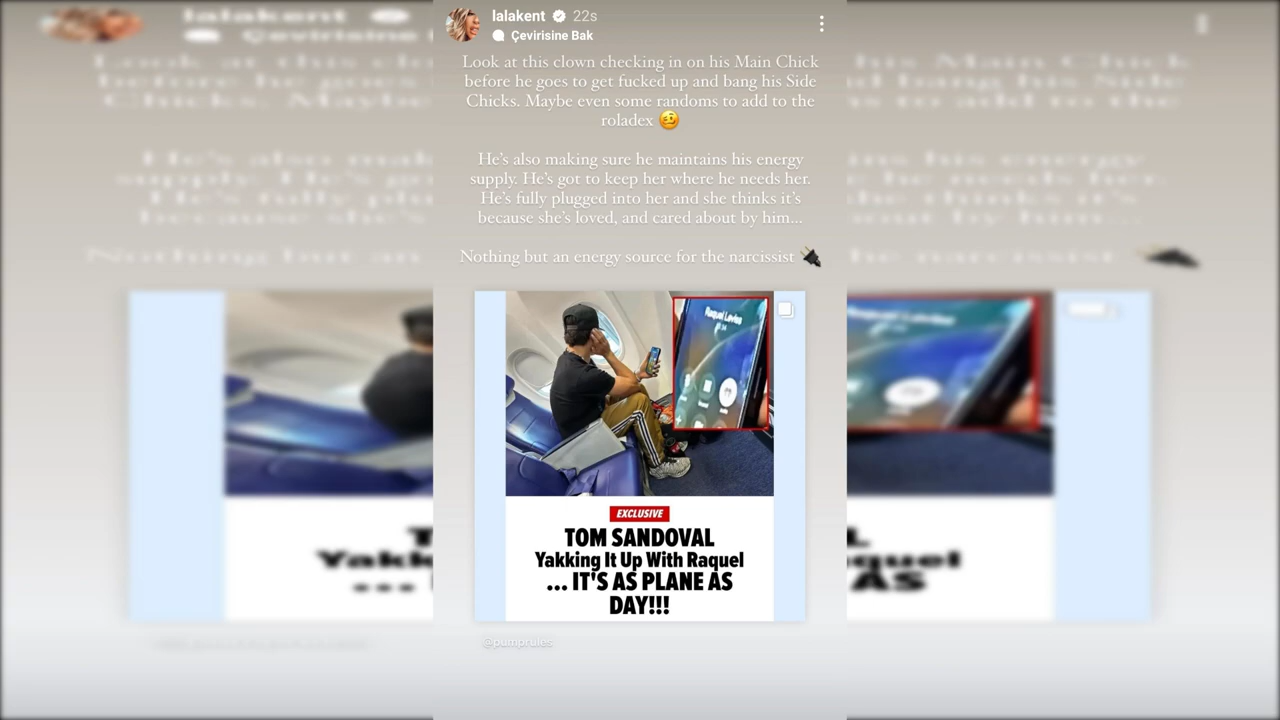 lalakent 22s
Çevirisine Bak
Look at this clown checking in on his Main Chick
before he goes to get fucked up and bang his Side
Chicks. Maybe even some randoms to add to the
roladex 🥴
He's also making sure he maintains his energy
supply. He's got to keep her where he needs her.
He's fully plugged into her and she thinks it's
because she's loved, and cared about by him...
Nothing but an energy source for the narcissist 🔌
Raquel Leviss
EXCLUSIVE
TOM SANDOVAL
Yakking It Up With Raquel
... IT'S AS PLANE AS
DAY!!!
@pumprules